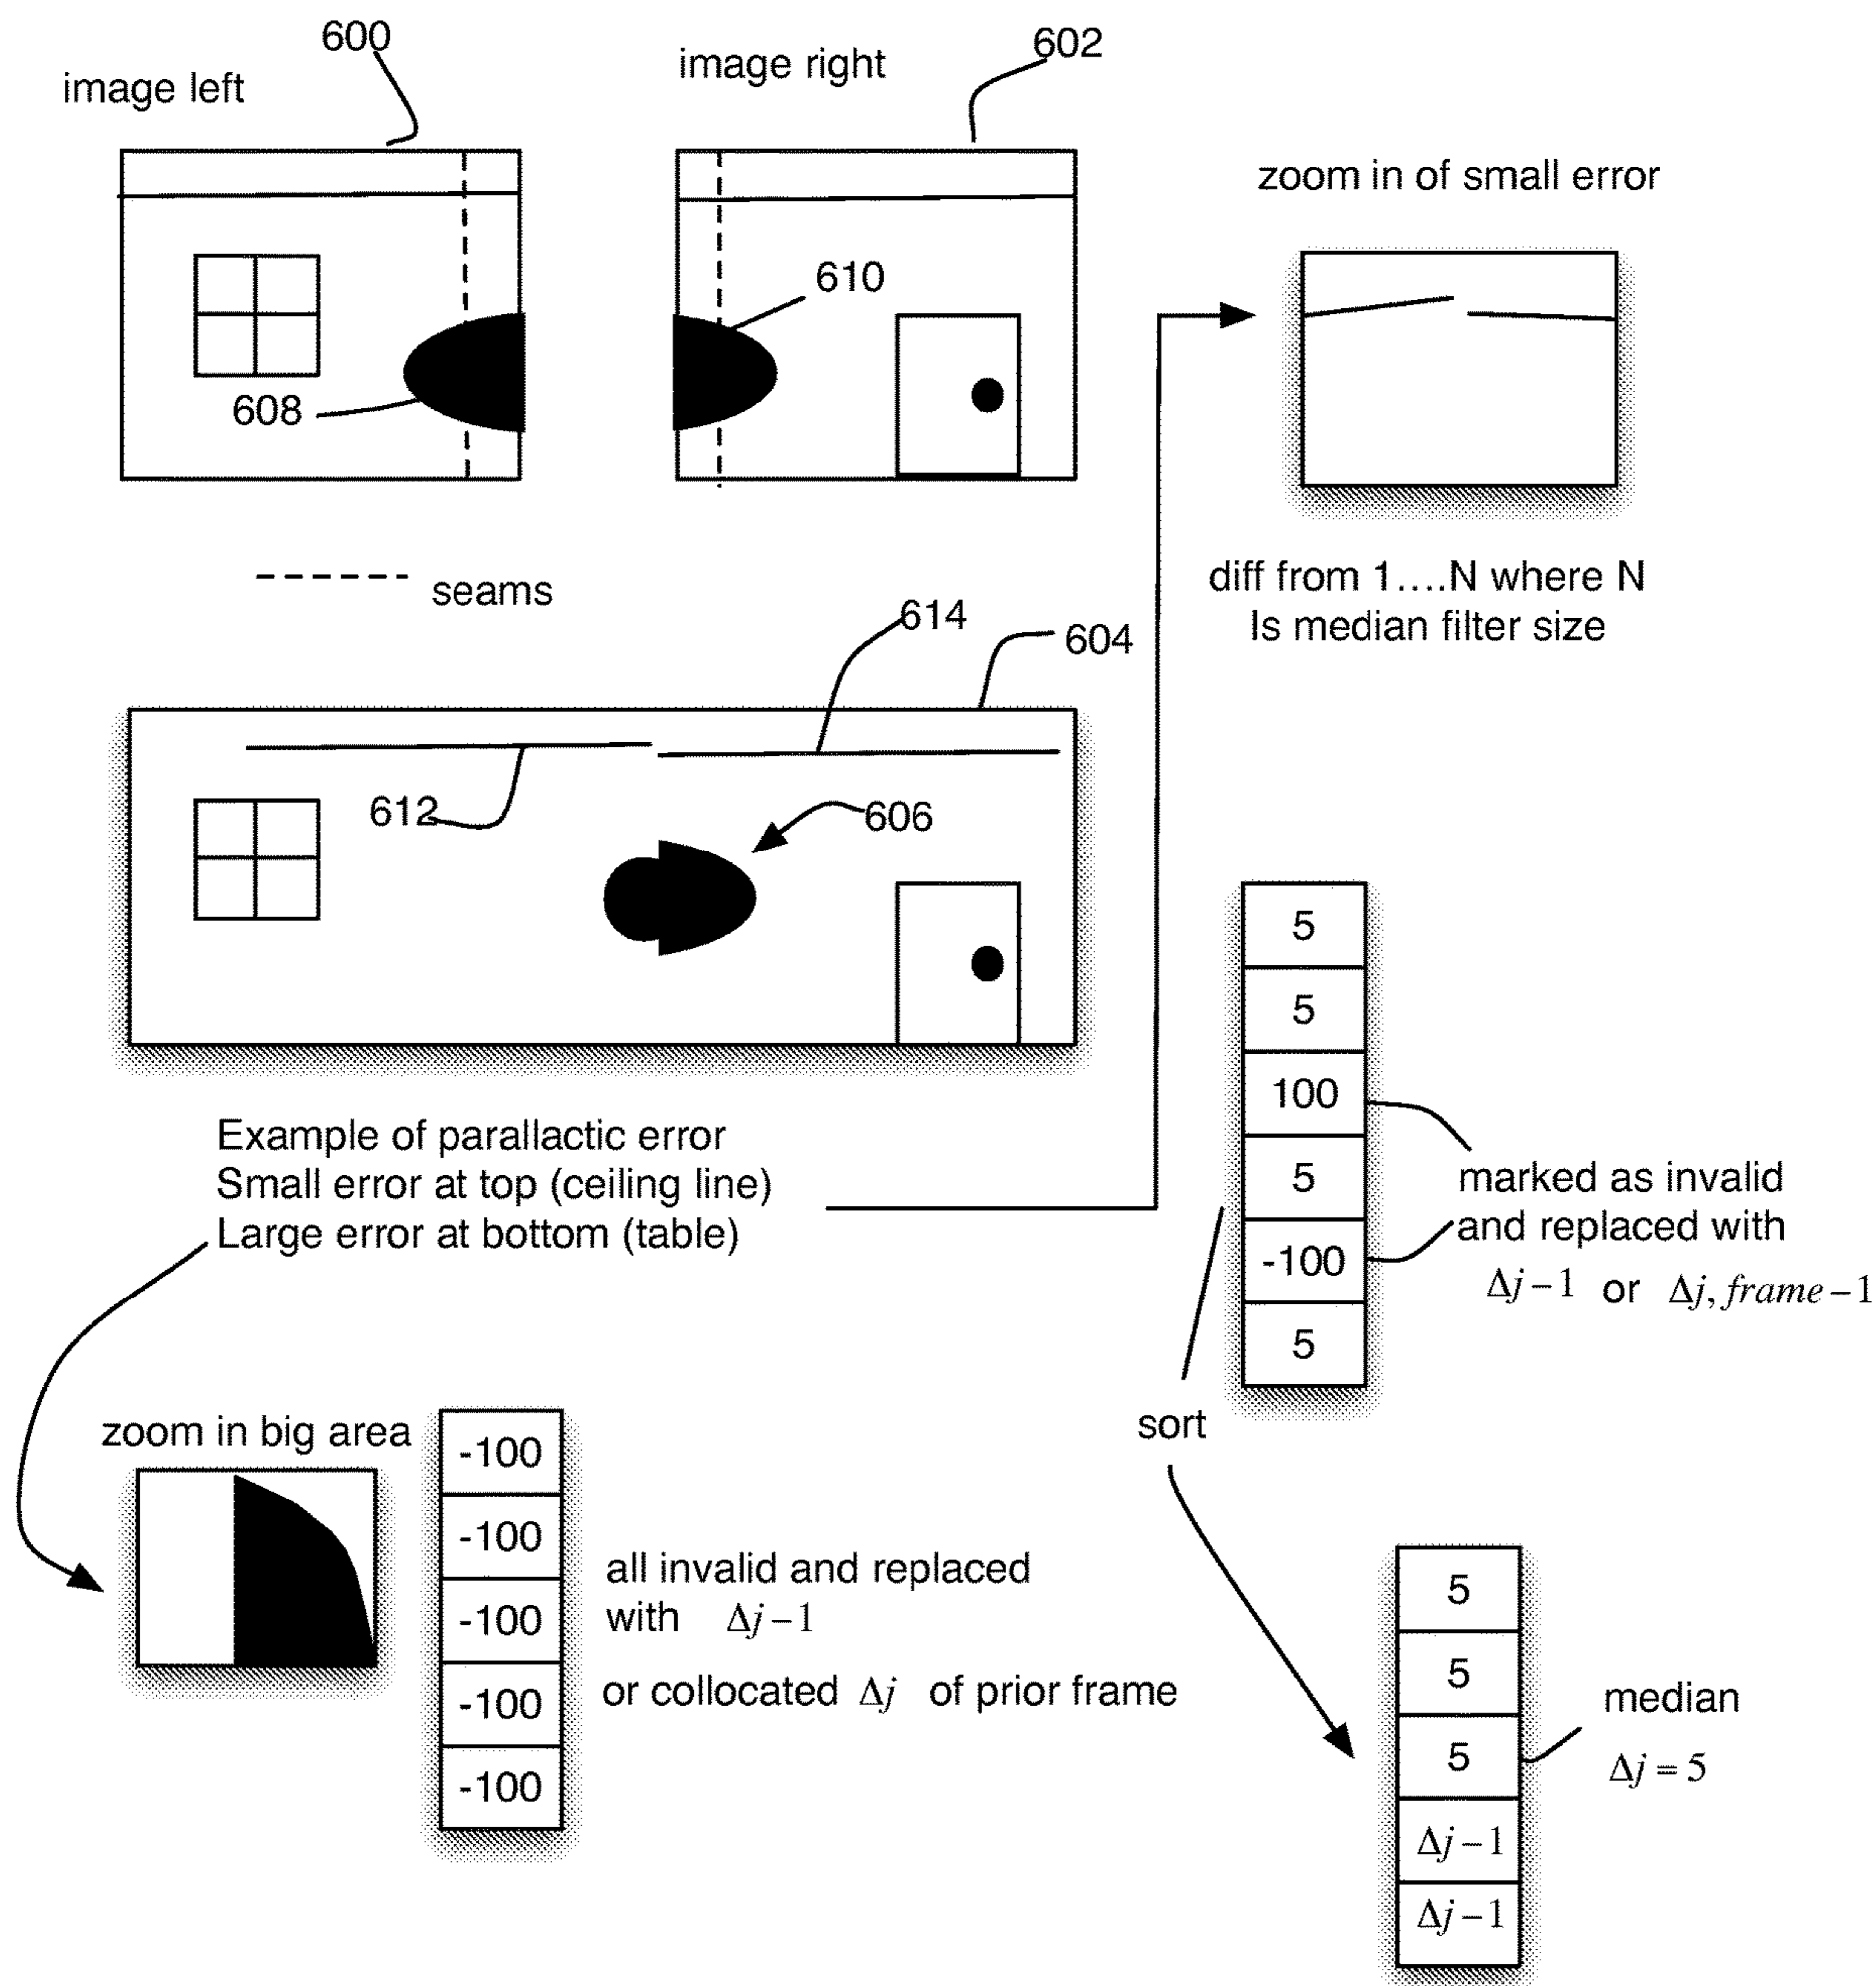 600
602
image left
image right
zoom in of small error
610
608
seams
diff from 1....N where N
Is median filter size
614
604
612
606
5
5
100
5
-100
5
marked as invalid
and replaced with
Δj−1 or Δj, frame−1
Example of parallactic error
Small error at top (ceiling line)
Large error at bottom (table)
sort
zoom in big area
-100
-100
-100
-100
-100
all invalid and replaced
with Δj−1
or collocated Δj of prior frame
5
5
5
Δj−1
Δj−1
median
Δj = 5